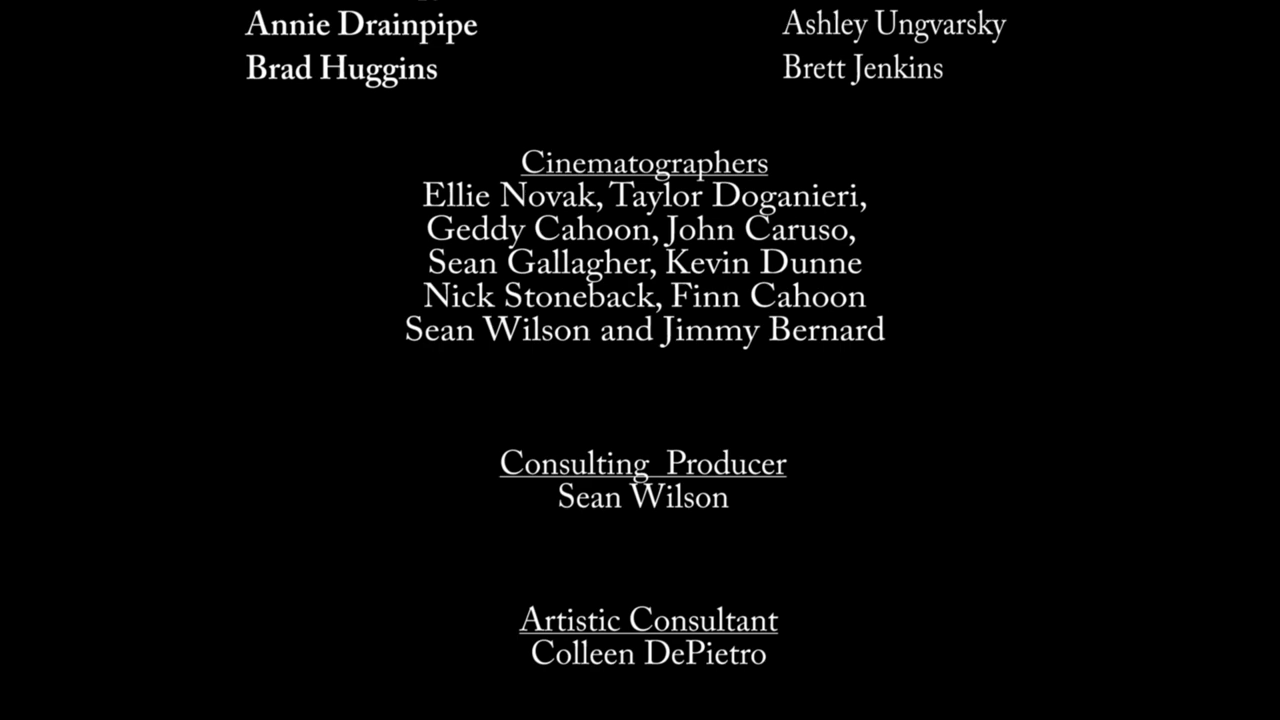 Annie Drainpipe Ashley Ungvarsky
Brad Huggins Brett Jenkins
Cinematographers
Ellie Novak, Taylor Doganieri,
Geddy Cahoon, John Caruso,
Sean Gallagher, Kevin Dunne
Nick Stoneback, Finn Cahoon
Sean Wilson and Jimmy Bernard
Consulting Producer
Sean Wilson
Artistic Consultant
Colleen DePietro